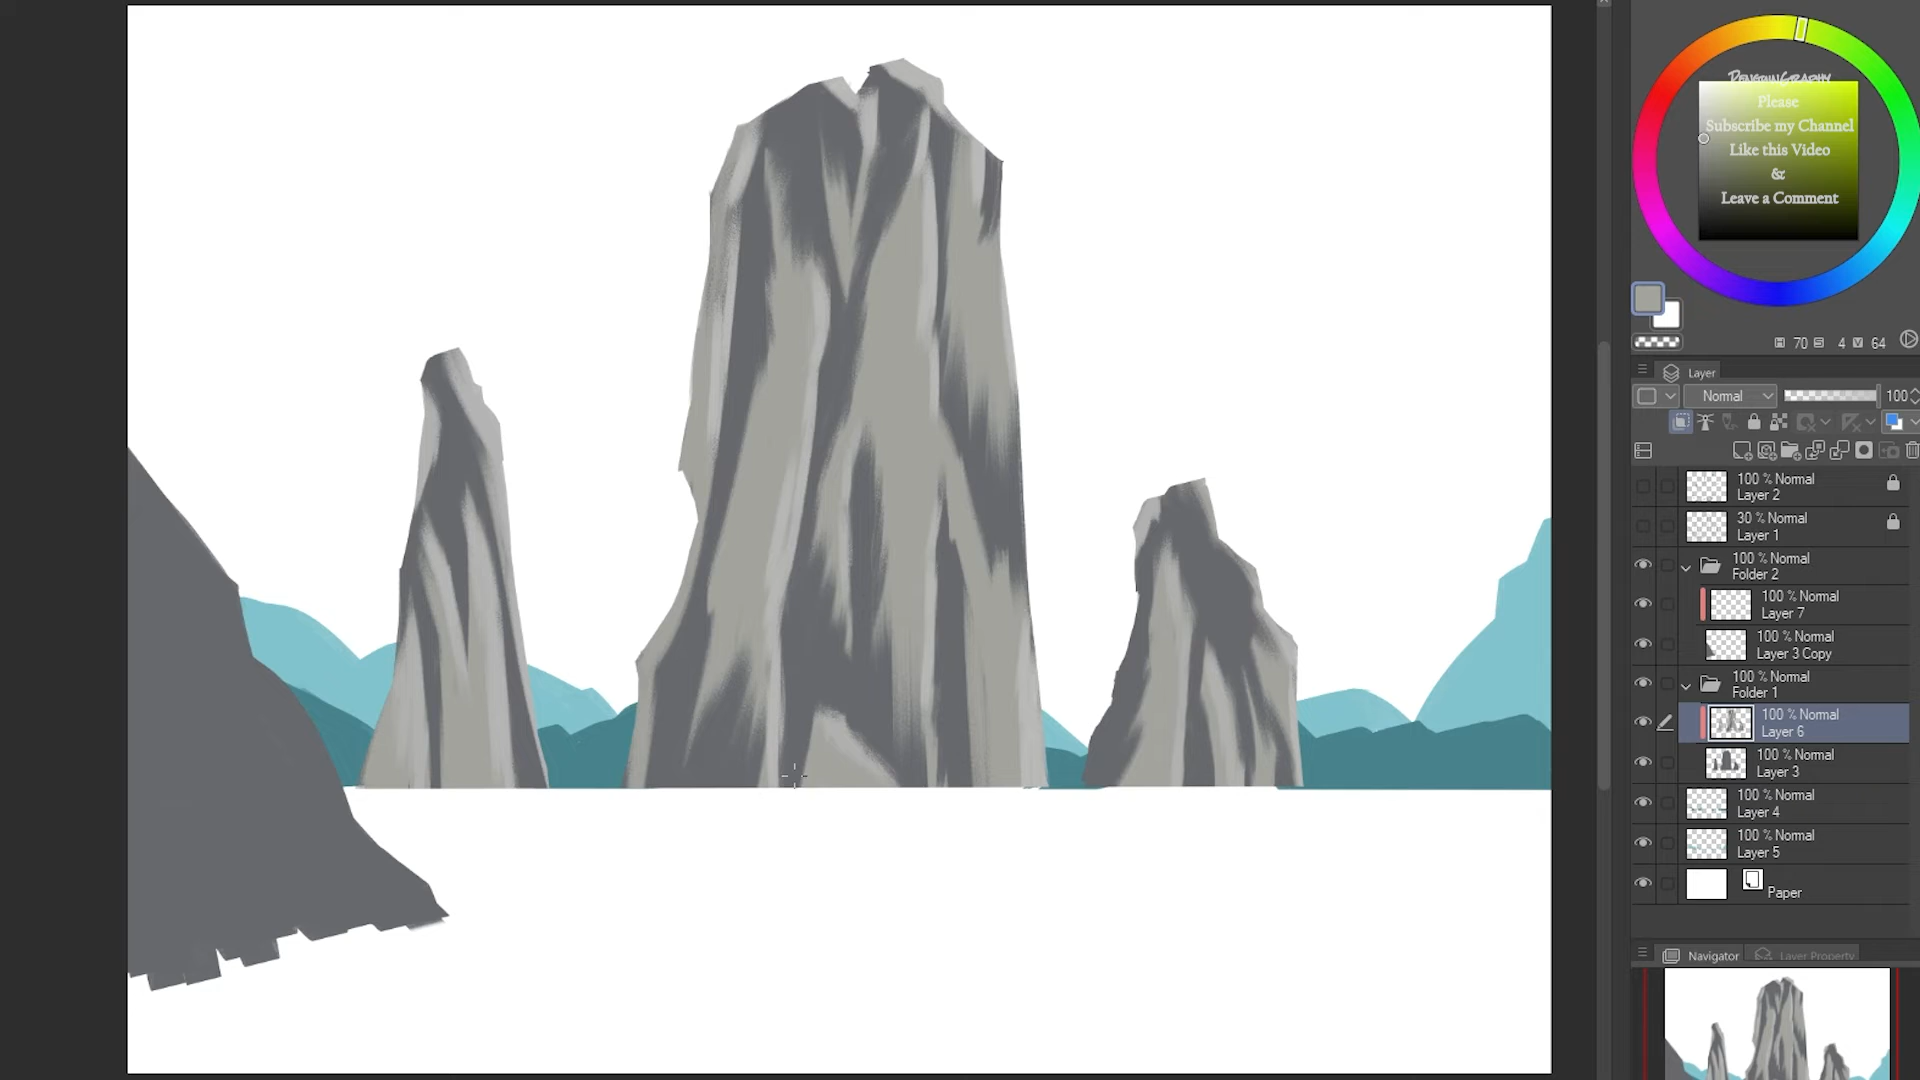 PenguinGraphy
Please
Subscribe my Channel
Like this Video
&
Leave a Comment
H 70 S 4 V 64
Layer
Normal 100
100 % Normal
Layer 2
30 % Normal
Layer 1
100 % Normal
Folder 2
100 % Normal
Layer 7
100 % Normal
Layer 3 Copy
100 % Normal
Folder 1
100 % Normal
Layer 6
100 % Normal
Layer 3
100 % Normal
Layer 4
100 % Normal
Layer 5
Paper
Navigator Layer Property